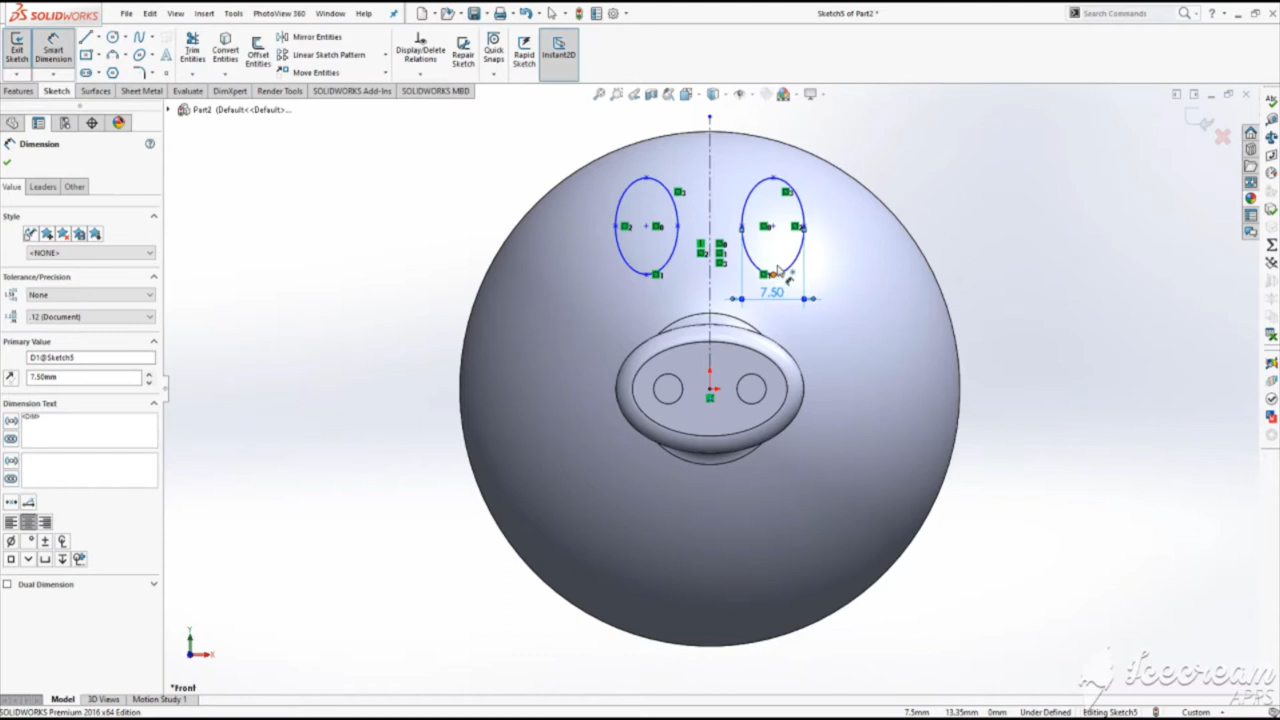 SOLIDWORKS File Edit View Insert Tools PhotoView 360 Window Help Sketch5 of Part2 * Search Commands
Exit Sketch Smart Dimension Trim Entities Convert Entities Offset Entities Mirror Entities Linear Sketch Pattern Move Entities Display/Delete Relations Repair Sketch Quick Snaps Rapid Sketch Instant2D
Features Sketch Surfaces Sheet Metal Evaluate DimXpert Render Tools SOLIDWORKS Add-Ins SOLIDWORKS MBD
Part2 (Default<<Default>...
Dimension
Value Leaders Other
Style
<NONE>
Tolerance/Precision
None
.12 (Document)
Primary Value
D1@Sketch5
7.50mm
Dimension Text
<DIM>
Dual Dimension
7.50
Y
X
*Front
Model 3D Views Motion Study 1
SOLIDWORKS Premium 2016 x64 Edition 7.5mm 13.35mm 0mm Under Defined Editing Sketch5 Custom
Icecream
APPS